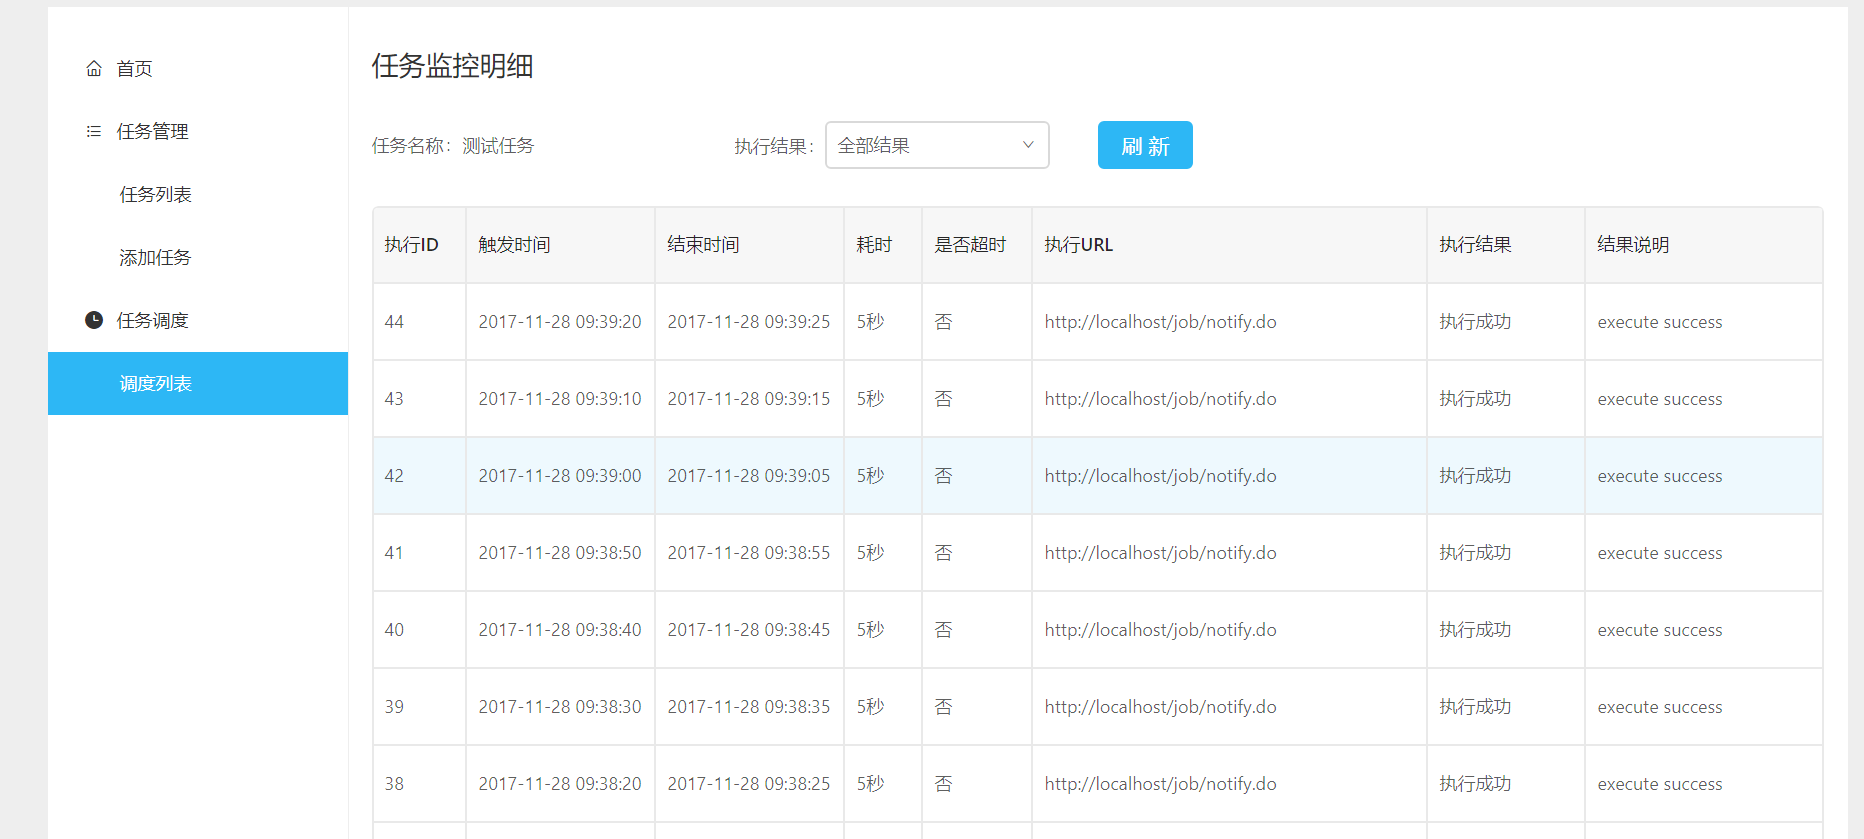 首页
任务管理
任务列表
添加任务
任务调度
调度列表
任务监控明细
任务名称：测试任务 执行结果： 全部结果 刷 新
执行ID 触发时间 结束时间 耗时 是否超时 执行URL 执行结果 结果说明
44 2017-11-28 09:39:20 2017-11-28 09:39:25 5秒 否 http://localhost/job/notify.do 执行成功 execute success
43 2017-11-28 09:39:10 2017-11-28 09:39:15 5秒 否 http://localhost/job/notify.do 执行成功 execute success
42 2017-11-28 09:39:00 2017-11-28 09:39:05 5秒 否 http://localhost/job/notify.do 执行成功 execute success
41 2017-11-28 09:38:50 2017-11-28 09:38:55 5秒 否 http://localhost/job/notify.do 执行成功 execute success
40 2017-11-28 09:38:40 2017-11-28 09:38:45 5秒 否 http://localhost/job/notify.do 执行成功 execute success
39 2017-11-28 09:38:30 2017-11-28 09:38:35 5秒 否 http://localhost/job/notify.do 执行成功 execute success
38 2017-11-28 09:38:20 2017-11-28 09:38:25 5秒 否 http://localhost/job/notify.do 执行成功 execute success